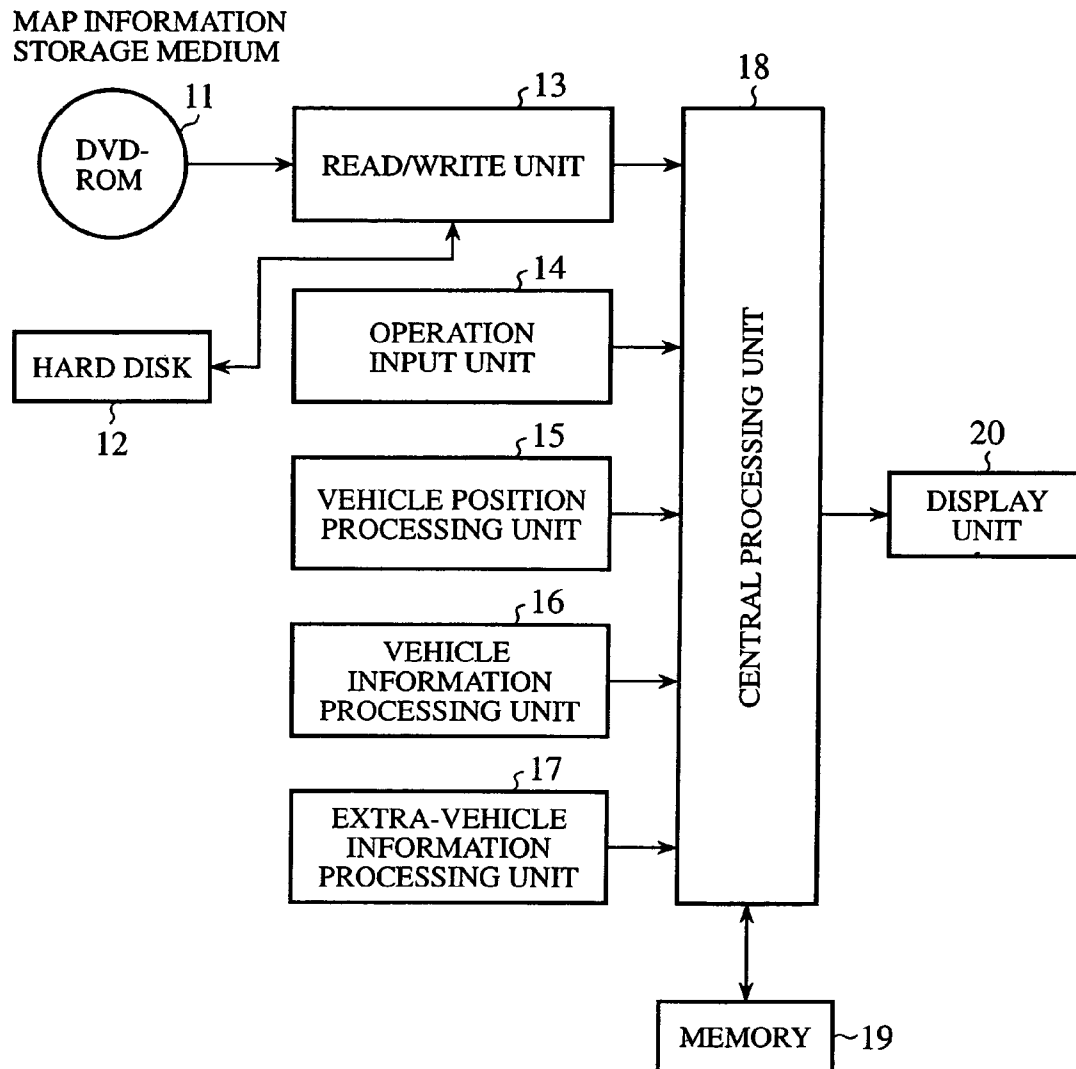 MAP INFORMATION
STORAGE MEDIUM
11
DVD-
ROM
13
READ/WRITE UNIT
18
14
OPERATION
INPUT UNIT
HARD DISK
12
15
VEHICLE POSITION
PROCESSING UNIT
16
VEHICLE
INFORMATION
PROCESSING UNIT
17
EXTRA-VEHICLE
INFORMATION
PROCESSING UNIT
CENTRAL PROCESSING UNIT
20
DISPLAY
UNIT
MEMORY
19